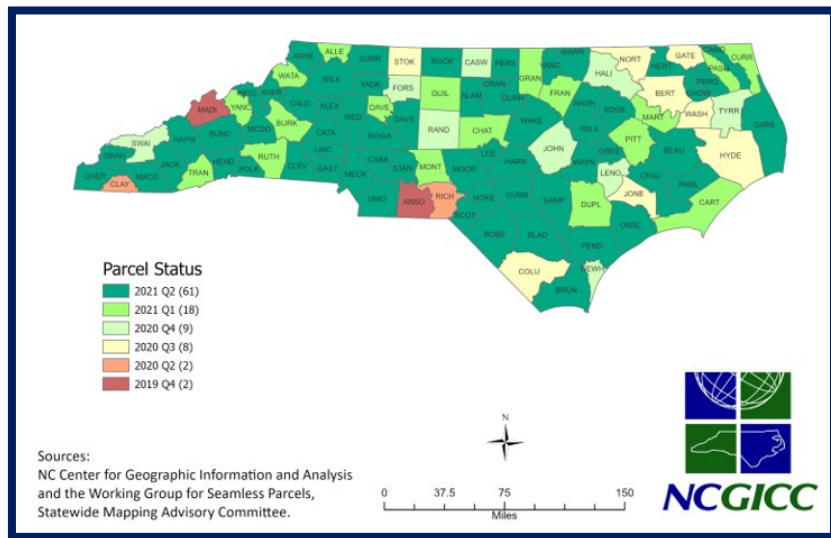 ALLE
ASHE
SURR
STOK
ROCK
CASW
PERS
WARR
NORT
GATE
CAMD
CURR
WATA
WILK
YADK
FORS
GUIL
ALAM
ORAN
DURH
GRAN
VANC
FRAN
HALI
HERT
PASQ
PERQ
CHOW
BERT
MADI
YANC
MITC
AVER
CALD
ALEX
IRED
DAVE
DAVS
RAND
CHAT
WAKE
NASH
EDGE
MART
WASH
TYRR
DARE
SWAI
HAYW
BUNC
MCDO
BURK
CATA
ROWA
JOHN
WILS
PITT
BEAU
HYDE
GRAH
JACK
HEND
RUTH
LINC
CABA
STAN
MONT
MOOR
LEE
HARN
WAYN
GREE
LENO
CRAV
PAML
CHER
CLAY
MACO
TRAN
POLK
CLEV
GAST
MECK
UNIO
ANSO
RICH
SCOT
HOKE
CUMB
SAMP
DUPL
JONE
CART
ONSL
ROBE
BLAD
PEND
COLU
BRUN
NEWH
Parcel Status
2021 Q2 (61)
2021 Q1 (18)
2020 Q4 (9)
2020 Q3 (8)
2020 Q2 (2)
2019 Q4 (2)
Sources:
NC Center for Geographic Information and Analysis
and the Working Group for Seamless Parcels,
Statewide Mapping Advisory Committee.
N
0 37.5 75 150
Miles
NCGICC